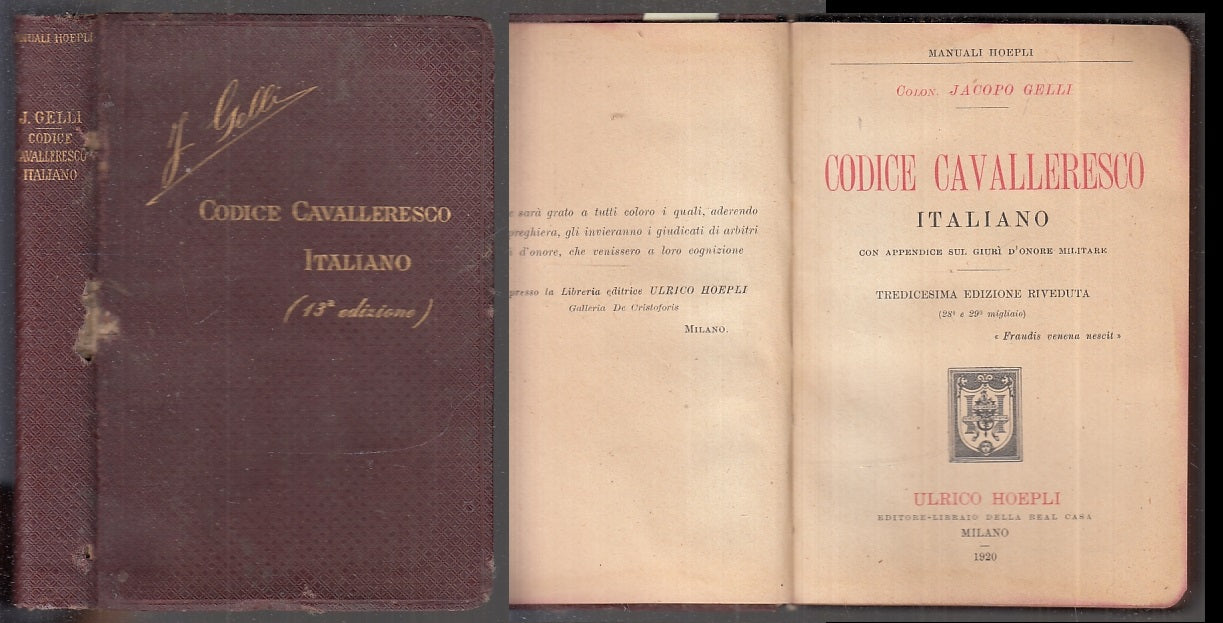 MANUALI HOEPLI
J. GELLI
CODICE
CAVALLERESCO
ITALIANO
J. Gelli
CODICE CAVALLERESCO
ITALIANO
(13ª edizione)
e sarà grato a tutti coloro i quali, aderendo
preghiera, gli invieranno i giudicati di arbitri
d'onore, che venissero a loro cognizione
presso la Libreria editrice ULRICO HOEPLI
Galleria De Cristoforis
MILANO.
MANUALI HOEPLI
COLON. JACOPO GELLI
CODICE CAVALLERESCO
ITALIANO
CON APPENDICE SUL GIURÌ D'ONORE MILITARE
TREDICESIMA EDIZIONE RIVEDUTA
(28º e 29º migliaio)
« Fraudis venena nescit »
ULRICO HOEPLI
EDITORE-LIBRAIO DELLA REAL CASA
MILANO
1920